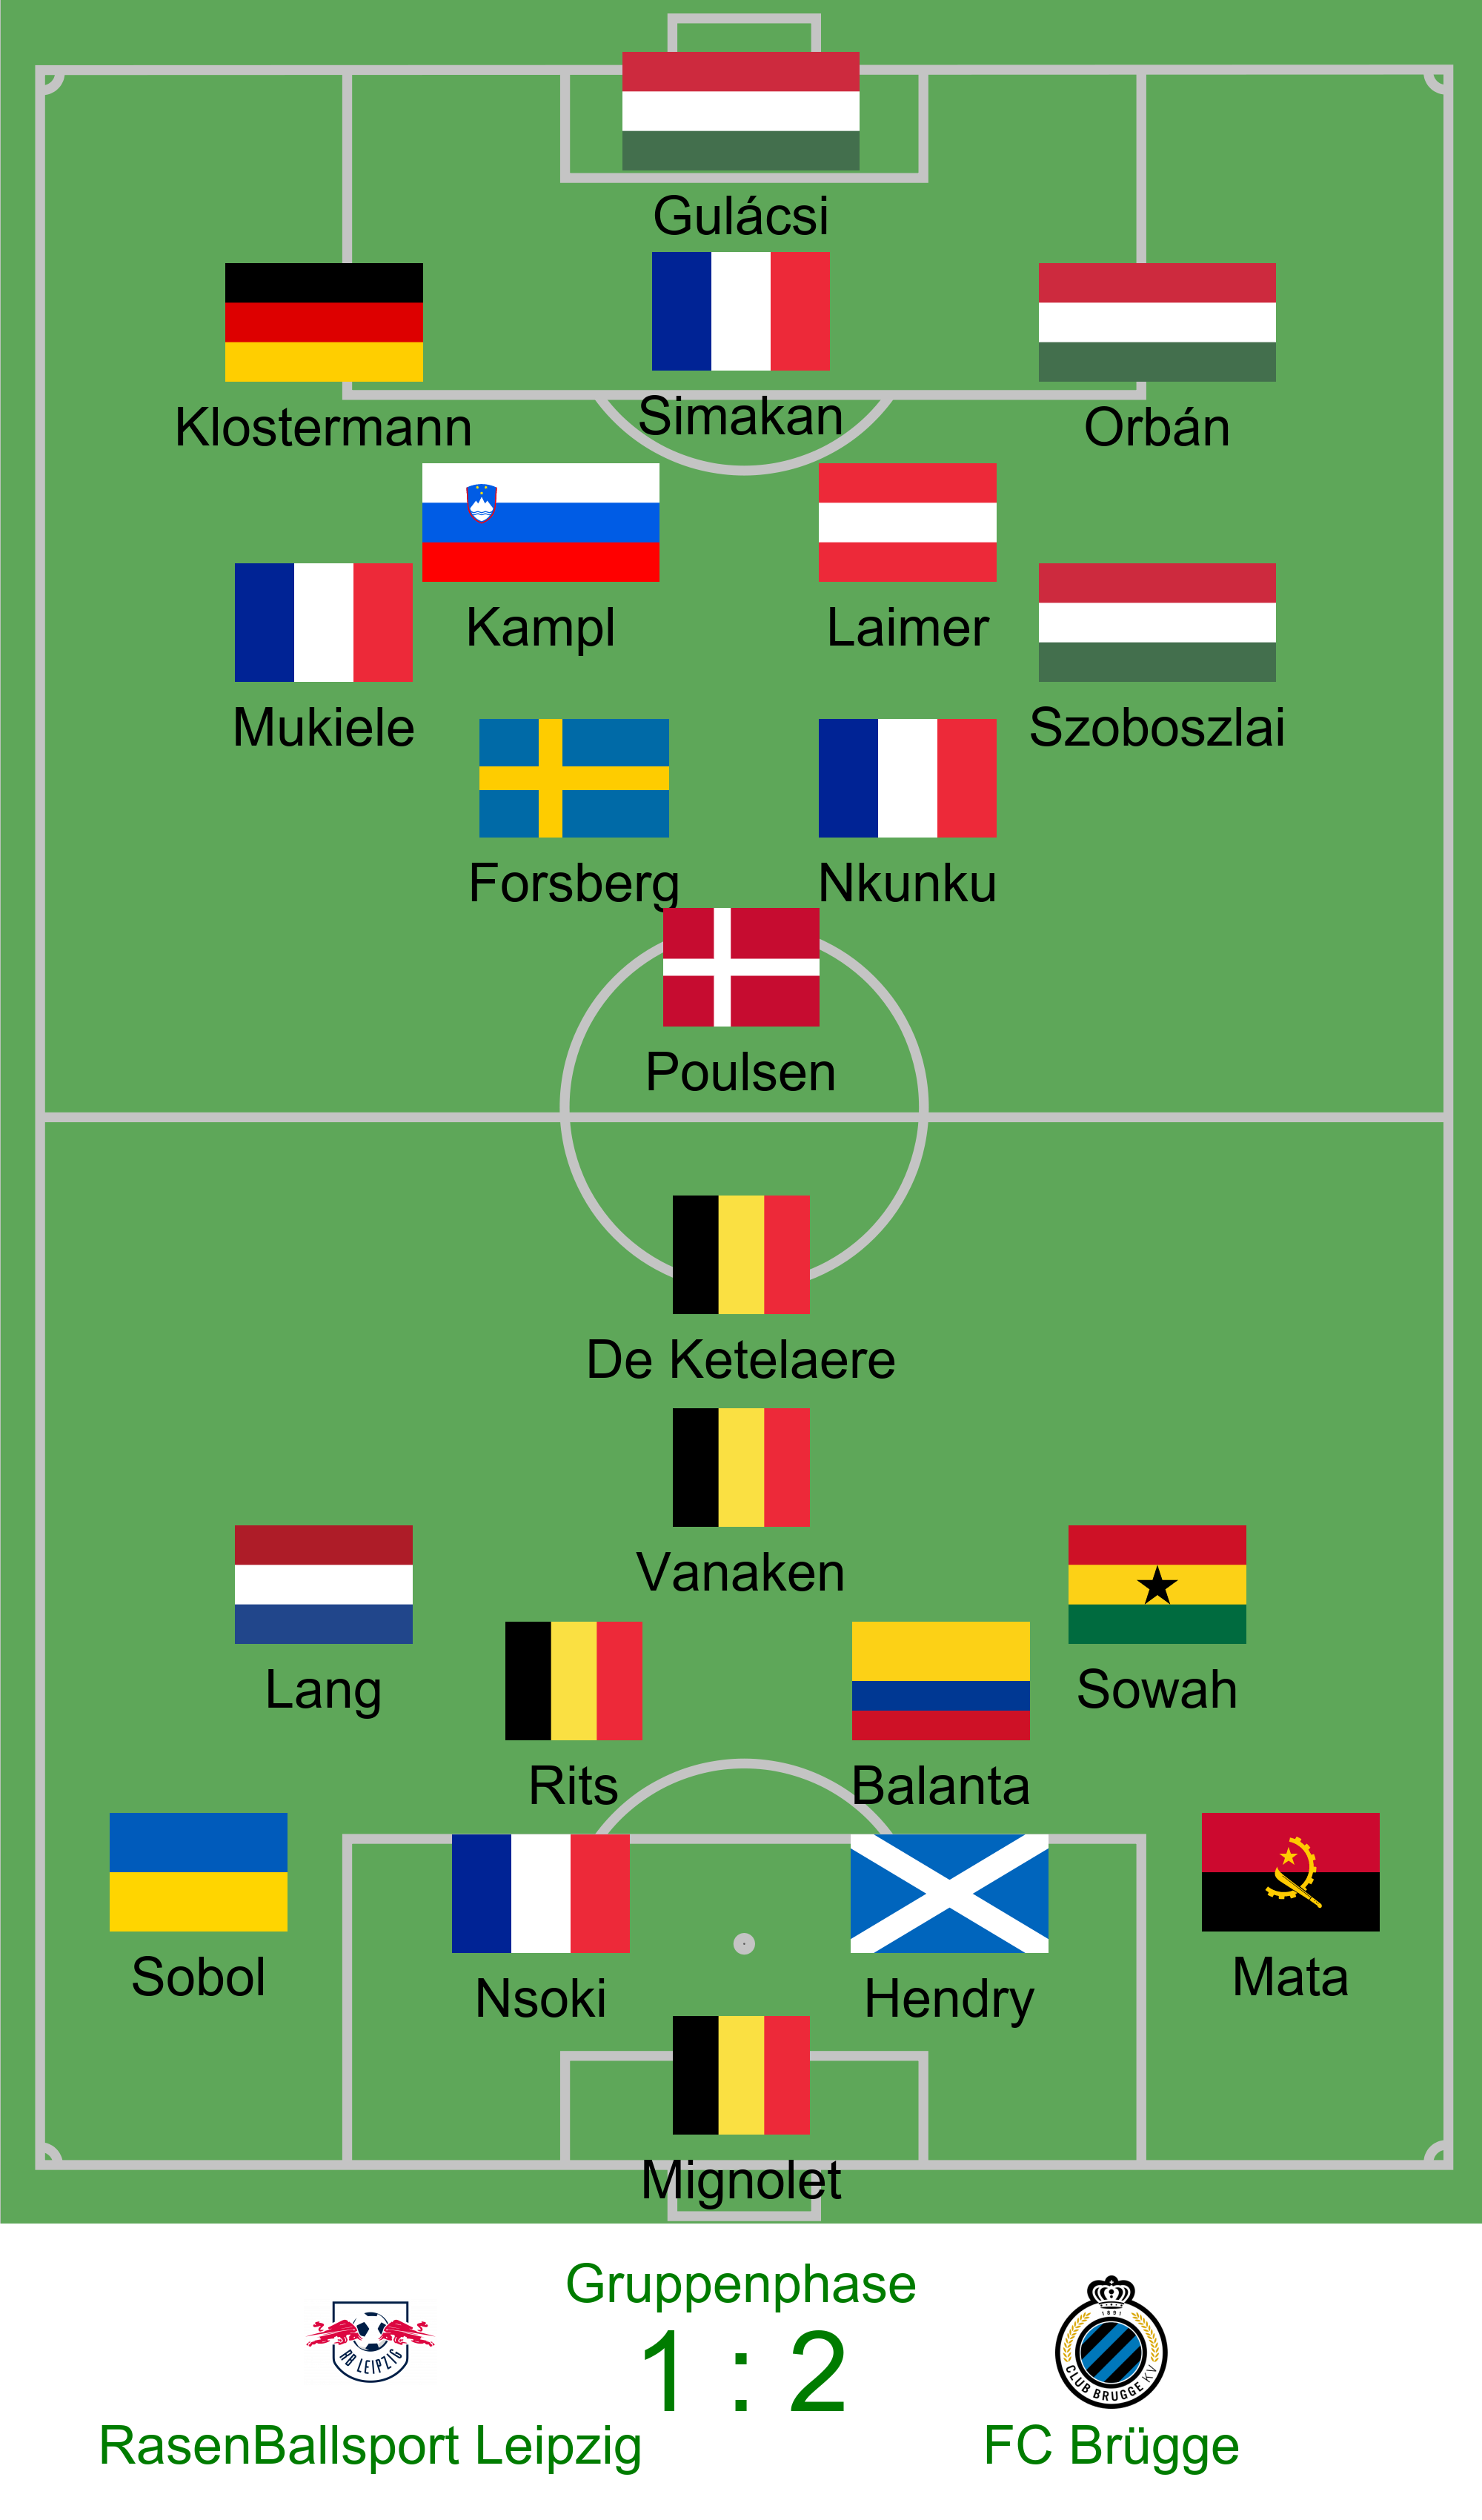 Gulácsi
Klostermann
Simakan
Orbán
Kampl
Laimer
Mukiele
Szoboszlai
Forsberg
Nkunku
Poulsen
De Ketelaere
Vanaken
Lang
Sowah
Rits
Balanta
Sobol
Nsoki
Hendry
Mata
Mignolet
Gruppenphase
1 : 2
RB LEIPZIG
1891
CLUB BRUGGE KV
RasenBallsport Leipzig
FC Brügge